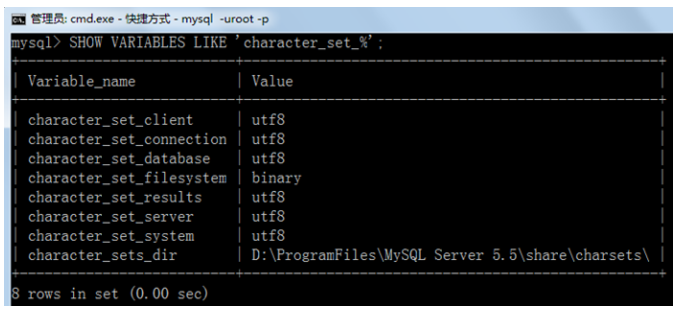 管理员: cmd.exe - 快捷方式 - mysql -uroot -p
mysql> SHOW VARIABLES LIKE 'character_set_%';
+--------------------------+-----------------------------------------------+
| Variable_name | Value |
+--------------------------+-----------------------------------------------+
| character_set_client | utf8 |
| character_set_connection | utf8 |
| character_set_database | utf8 |
| character_set_filesystem | binary |
| character_set_results | utf8 |
| character_set_server | utf8 |
| character_set_system | utf8 |
| character_sets_dir | D:\ProgramFiles\MySQL Server 5.5\share\charsets\ |
+--------------------------+-----------------------------------------------+
8 rows in set (0.00 sec)